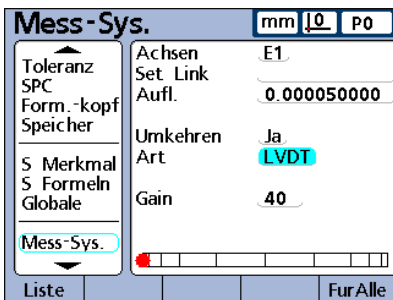 Mess-Sys.
mm 0 P0
Toleranz
SPC
Form.-kopf
Speicher
S Merkmal
S Formeln
Globale
Mess-Sys.
Achsen E1
Set Link
Aufl. 0.000050000
Umkehren Ja
Art LVDT
Gain 40
Liste FurAlle